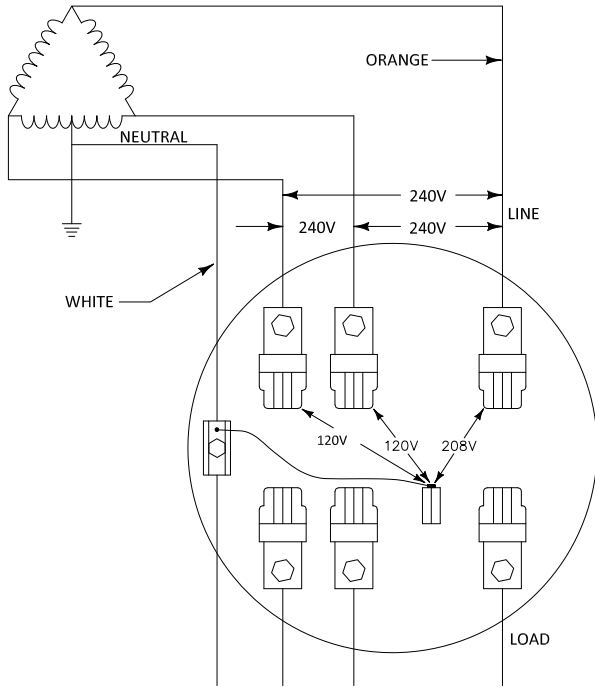 ORANGE
NEUTRAL
240V
LINE
240V
240V
WHITE
120V
120V
208V
LOAD